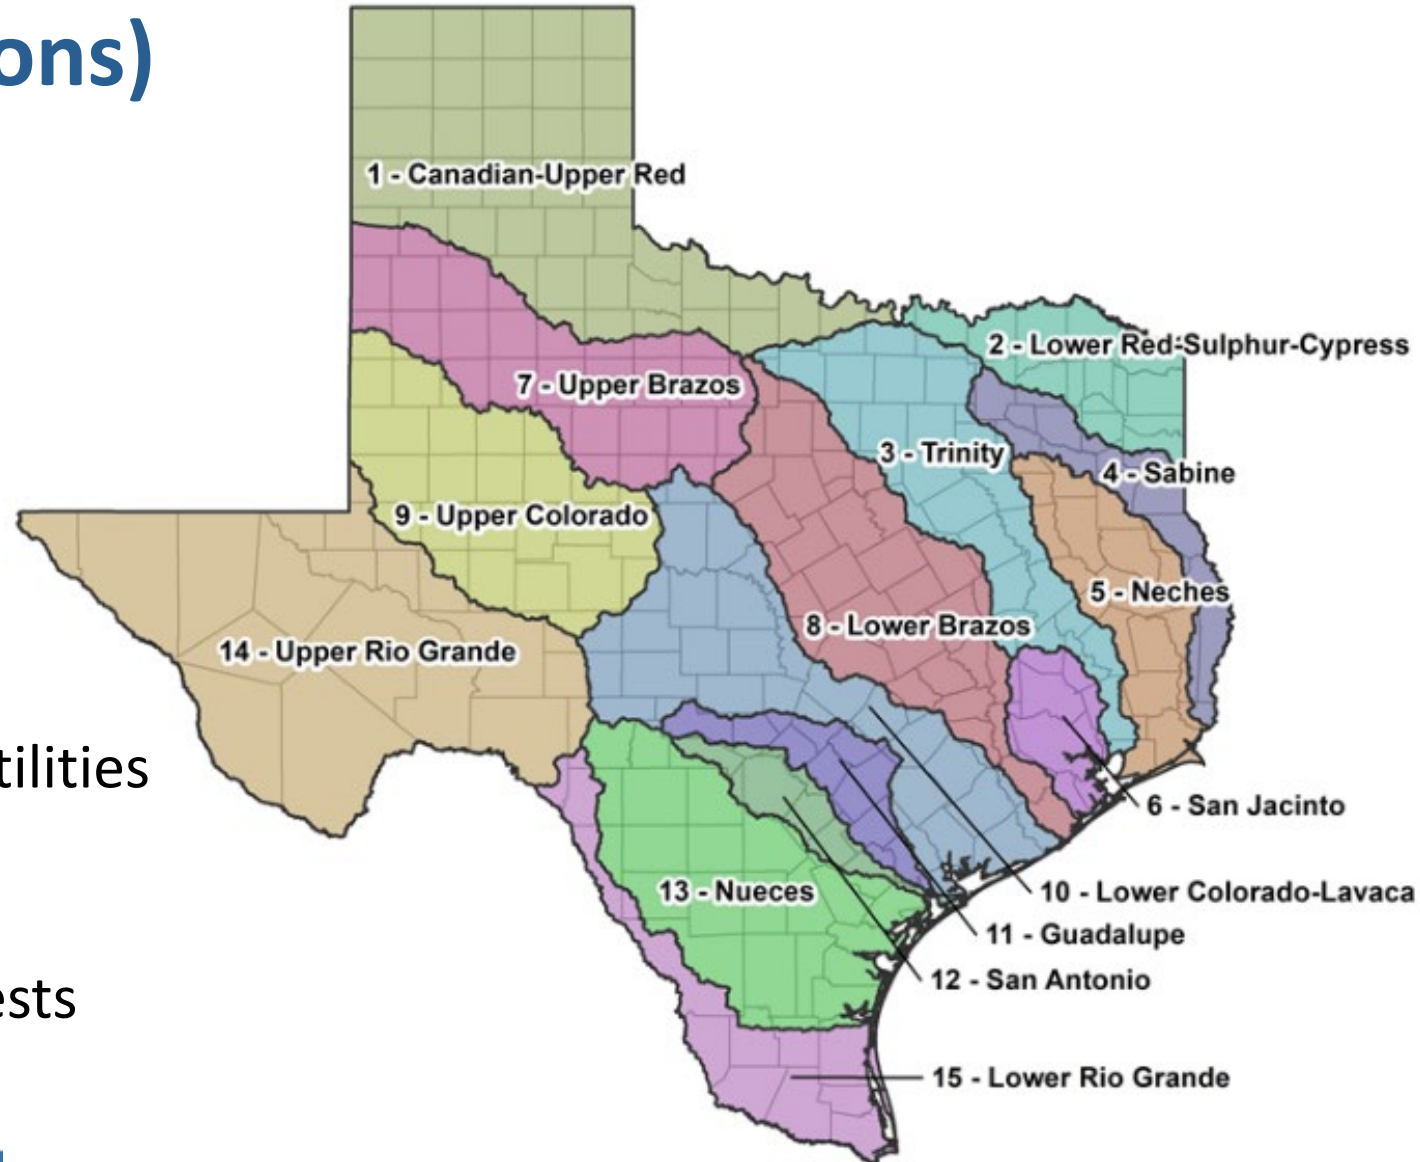 ons)
1 - Canadian-Upper Red
2 - Lower Red-Sulphur-Cypress
7 - Upper Brazos
3 - Trinity
4 - Sabine
9 - Upper Colorado
5 - Neches
8 - Lower Brazos
14 - Upper Rio Grande
tilities
6 - San Jacinto
13 - Nueces
10 - Lower Colorado-Lavaca
11 - Guadalupe
12 - San Antonio
ests
15 - Lower Rio Grande